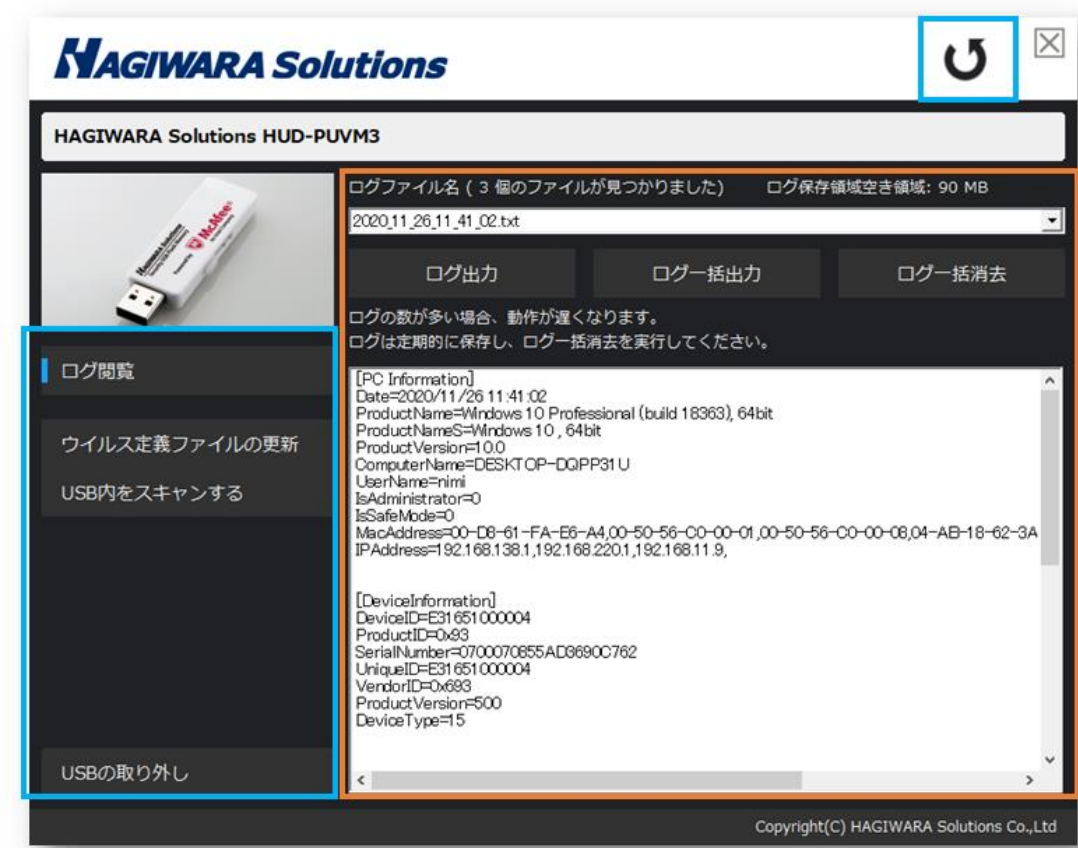 HAGIWARA Solutions
HAGIWARA Solutions HUD-PUVM3
Hagiwara Solutions
McAfee
ログ閲覧
ウイルス定義ファイルの更新
USB内をスキャンする
USBの取り外し
ログファイル名 ( 3 個のファイルが見つかりました) ログ保存領域空き領域: 90 MB
2020_11_26_11_41_02.txt
ログ出力 ログ一括出力 ログ一括消去
ログの数が多い場合、動作が遅くなります。
ログは定期的に保存し、ログ一括消去を実行してください。
[PC Information]
Date=2020/11/26 11:41:02
ProductName=Windows 10 Professional (build 18363), 64bit
ProductNameS=Windows 10 , 64bit
ProductVersion=10.0
ComputerName=DESKTOP-DQIPP31U
UserName=nimi
IsAdministrator=0
IsSafeMode=0
MacAddress=00-D8-61-FA-E6-A4,00-50-56-C0-00-01,00-50-56-C0-00-08,04-AB-18-62-3A
IPAddress=192.168.138.1,192.168.220.1,192.168.11.9,
[DeviceInformation]
DeviceID=E31651000004
ProductID=0x93
SerialNumber=0700070855AD3690C762
UniqueID=E31651000004
VendorID=0x693
ProductVersion=500
DeviceType=15
Copyright(C) HAGIWARA Solutions Co.,Ltd